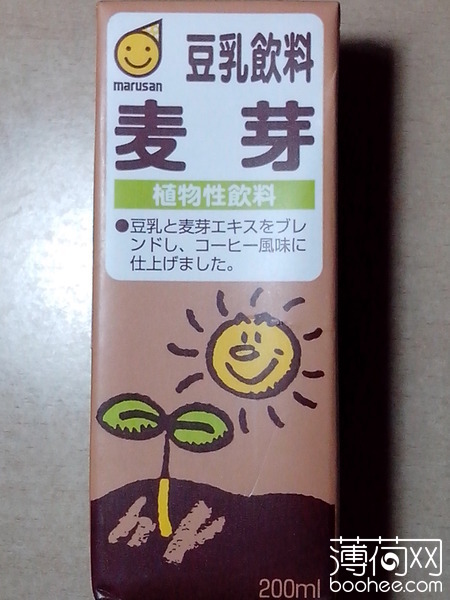 marusan
豆乳飲料
麦芽
植物性飲料
●豆乳と麦芽エキスをブレ
ンドし、コーヒー風味に
仕上げました。
200ml
薄荷网
boohee.com